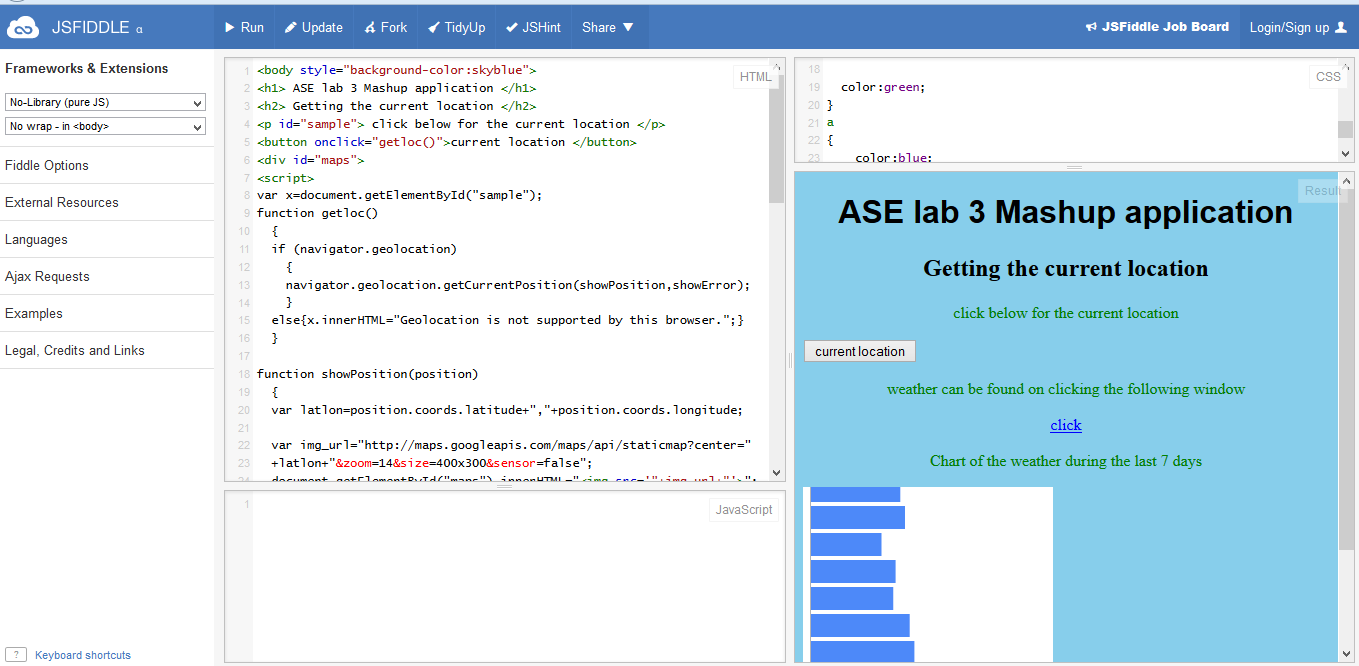 JSFIDDLE α
Run
Update
Fork
TidyUp
JSHint
Share
JSFiddle Job Board
Login/Sign up
Frameworks & Extensions
No-Library (pure JS)
No wrap - in <body>
Fiddle Options
External Resources
Languages
Ajax Requests
Examples
Legal, Credits and Links
? Keyboard shortcuts
HTML
1 <body style="background-color:skyblue">
2 <h1> ASE lab 3 Mashup application </h1>
3 <h2> Getting the current location </h2>
4 <p id="sample"> click below for the current location </p>
5 <button onclick="getloc()">current location </button>
6 <div id="maps">
7 <script>
8 var x=document.getElementById("sample");
9 function getloc()
10 {
11 if (navigator.geolocation)
12 {
13 navigator.geolocation.getCurrentPosition(showPosition,showError);
14 }
15 else{x.innerHTML="Geolocation is not supported by this browser.";}
16 }
17
18 function showPosition(position)
19 {
20 var latlon=position.coords.latitude+","+position.coords.longitude;
21
22 var img_url="http://maps.googleapis.com/maps/api/staticmap?center="
23 +latlon+"&zoom=14&size=400x300&sensor=false";
24 document.getElementById("maps").innerHTML="<img src='"+img_url+"'>";
JavaScript
1
CSS
18
19 color:green;
20 }
21 a
22 {
23 color:blue;
Result
ASE lab 3 Mashup application
Getting the current location
click below for the current location
current location
weather can be found on clicking the following window
click
Chart of the weather during the last 7 days